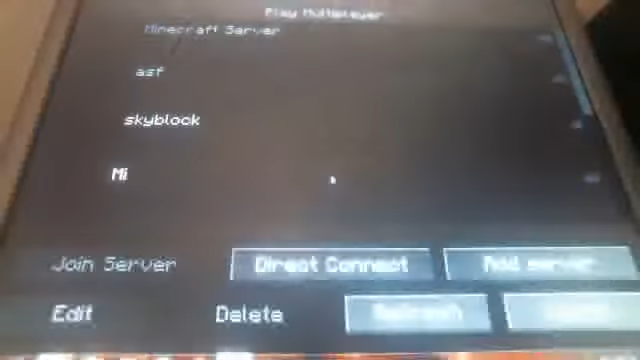 Play Multiplayer
Minecraft Server
asf
skyblock
Mi
Join Server
Direct Connect
Add server
Edit
Delete
Refresh